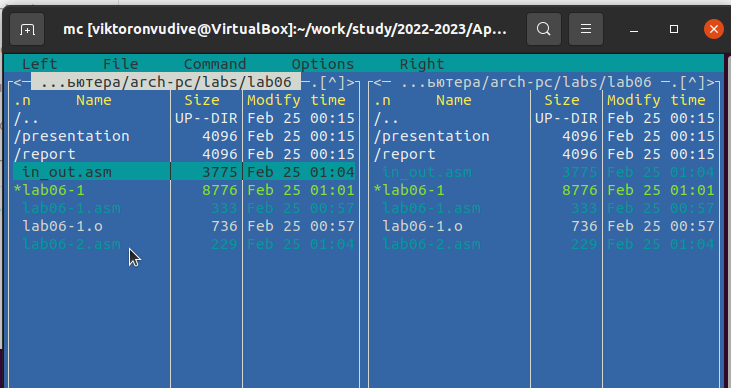 mc [viktoronvudive@VirtualBox]:~/work/study/2022-2023/Ap...
Left File Command Options Right
<─ ...ьютера/arch-pc/labs/lab06 ─.[^]> <─ ...ьютера/arch-pc/labs/lab06 ─.[^]>
.n Name Size Modify time .n Name Size Modify time
/.. UP--DIR Feb 25 00:15 /.. UP--DIR Feb 25 00:15
/presentation 4096 Feb 25 00:15 /presentation 4096 Feb 25 00:15
/report 4096 Feb 25 00:15 /report 4096 Feb 25 00:15
in_out.asm 3775 Feb 25 01:04 in_out.asm 3775 Feb 25 01:04
*lab06-1 8776 Feb 25 01:01 *lab06-1 8776 Feb 25 01:01
lab06-1.asm 333 Feb 25 00:57 lab06-1.asm 333 Feb 25 00:57
lab06-1.o 736 Feb 25 00:57 lab06-1.o 736 Feb 25 00:57
lab06-2.asm 229 Feb 25 01:04 lab06-2.asm 229 Feb 25 01:04